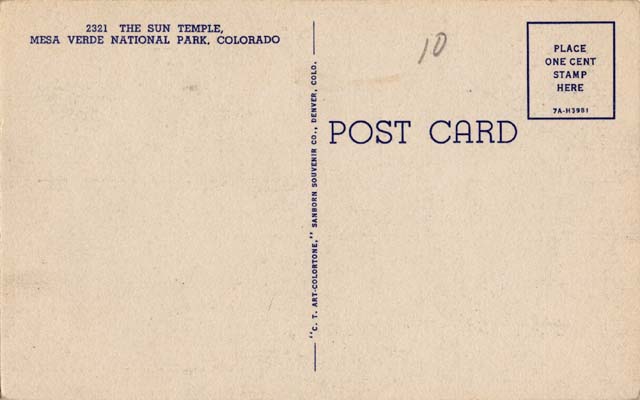 2321 THE SUN TEMPLE,
MESA VERDE NATIONAL PARK, COLORADO
10
PLACE
ONE CENT
STAMP
HERE
7A-H3981
POST CARD
"C. T. ART-COLORTONE," SANBORN SOUVENIR CO., DENVER, COLO.